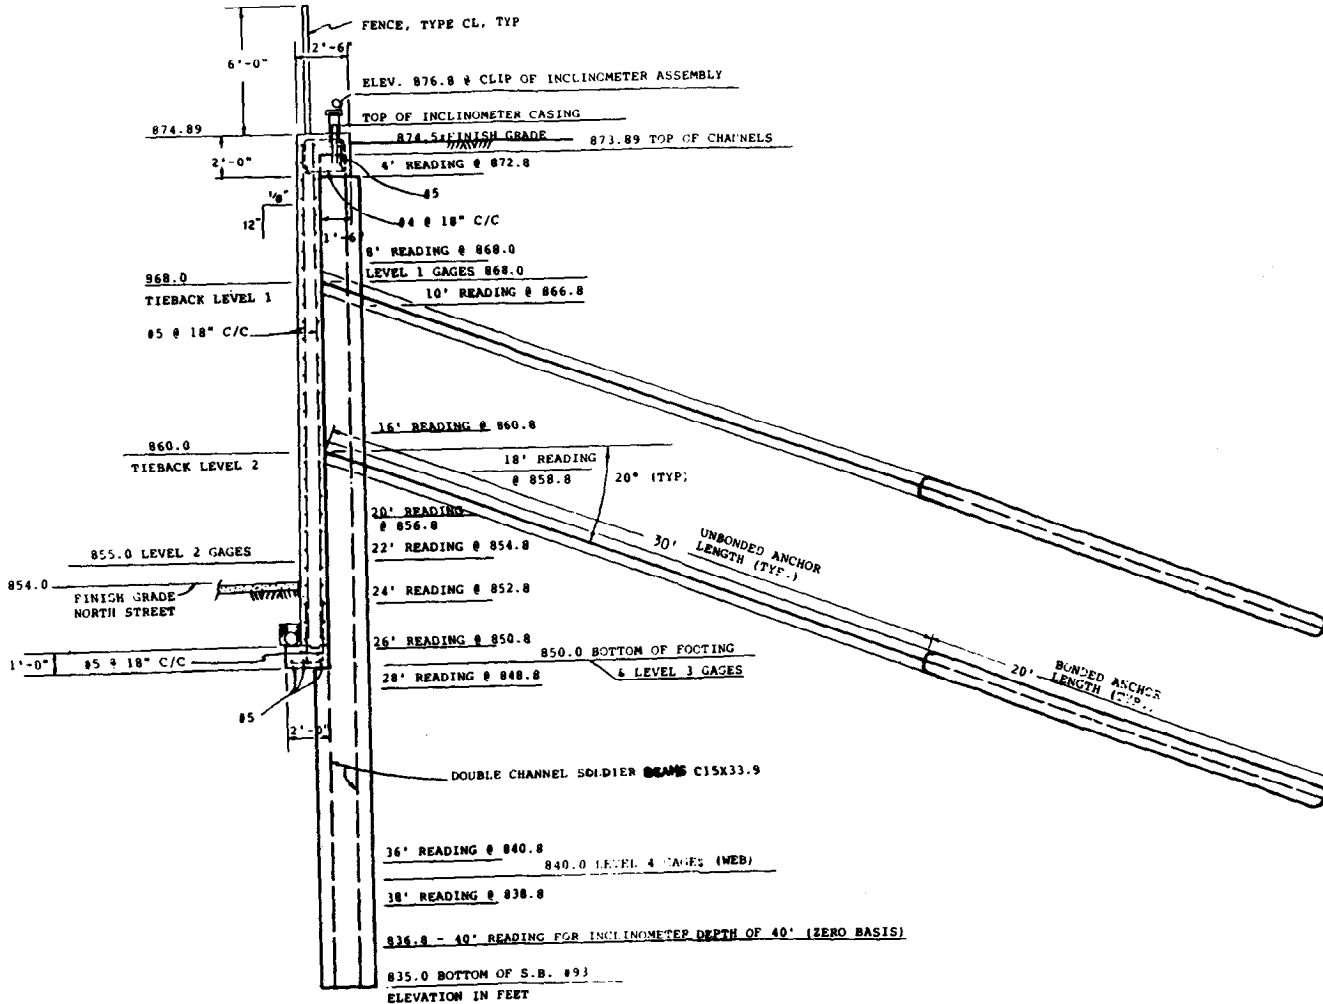 FENCE, TYPE CL, TYP
2'-6"
6'-0"
ELEV. 876.8 @ CLIP OF INCLINCMETER ASSEMBLY
TOP OF INCLINOMETER CASING
874.89
874.5±FINISH GRADE
873.89 TOP OF CHANNELS
2'-0"
4' READING @ 872.8
#5
1/8"
12"
#4 @ 18" C/C
1'-6"
8' READING @ 868.0
LEVEL 1 GAGES 868.0
968.0
TIEBACK LEVEL 1
10' READING @ 866.8
#5 @ 18" C/C
16' READING @ 860.8
860.0
TIEBACK LEVEL 2
18' READING
@ 858.8
20° (TYP)
20' READING
@ 856.8
30'
UNBONDED ANCHOR
LENGTH (TYP.)
855.0 LEVEL 2 GAGES
22' READING @ 854.8
854.0
FINISH GRADE
NORTH STREET
24' READING @ 852.8
26' READING @ 850.8
850.0 BOTTOM OF FOOTING
& LEVEL 3 GAGES
1'-0"
#5 @ 18" C/C
28' READING @ 848.8
20'
BONDED ANCHOR
LENGTH (TYP.)
#5
2'-0"
DOUBLE CHANNEL SOLDIER BEAMS C15X33.9
36' READING @ 840.8
840.0 LEVEL 4 GAGES (WEB)
38' READING @ 838.8
836.8 - 40' READING FOR INCLINOMETER DEPTH OF 40' (ZERO BASIS)
835.0 BOTTOM OF S.B. #93
ELEVATION IN FEET